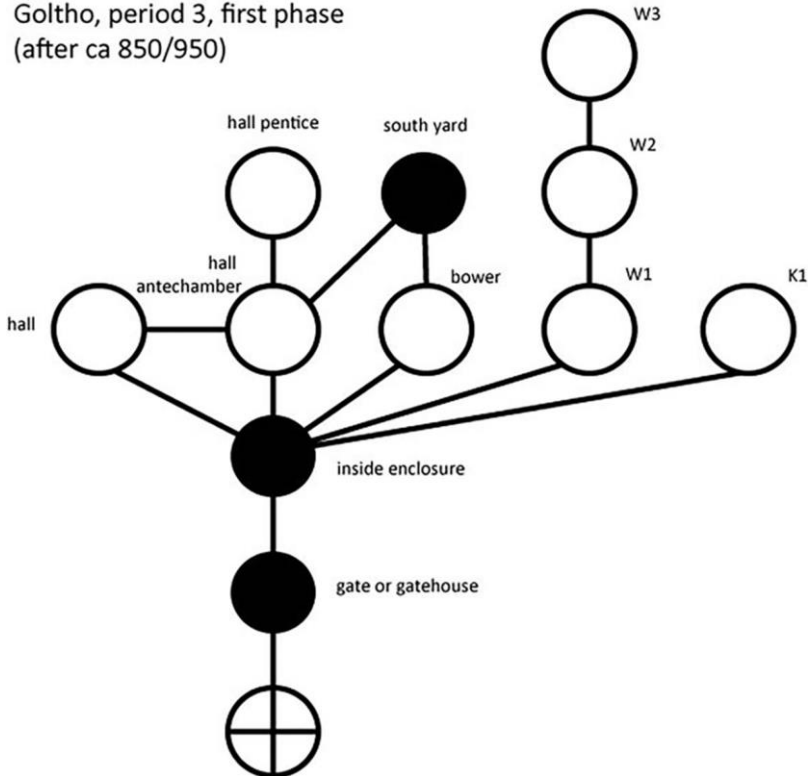 Goltho, period 3, first phase
(after ca 850/950)
W3
hall pentice
south yard
W2
hall
antechamber
bower
W1
K1
hall
inside enclosure
gate or gatehouse